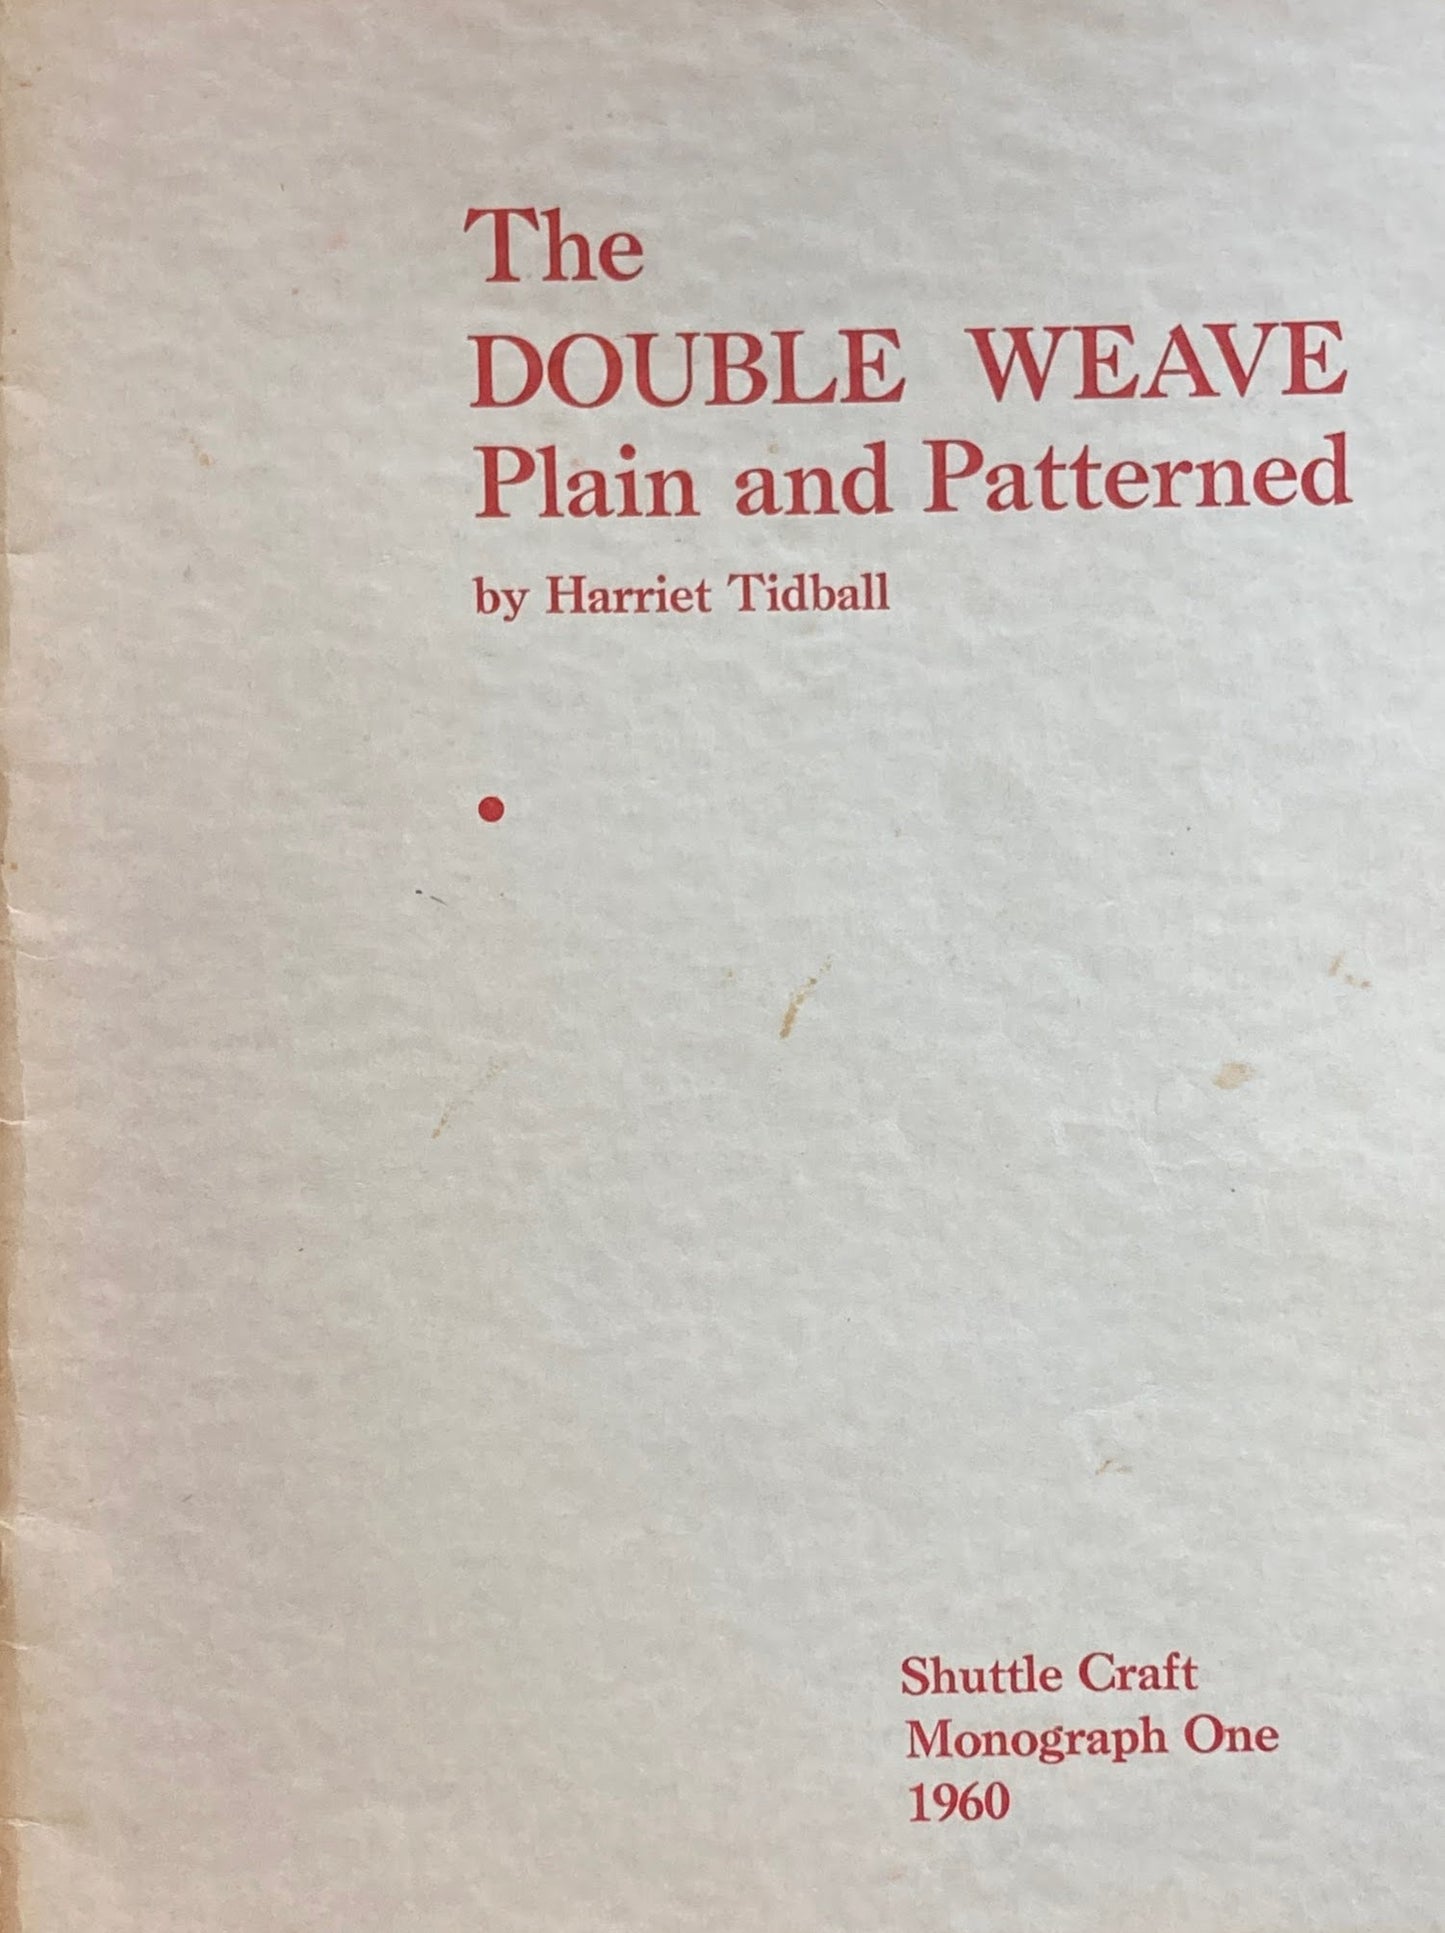 The
DOUBLE WEAVE
Plain and Patterned
by Harriet Tidball
Shuttle Craft
Monograph One
1960